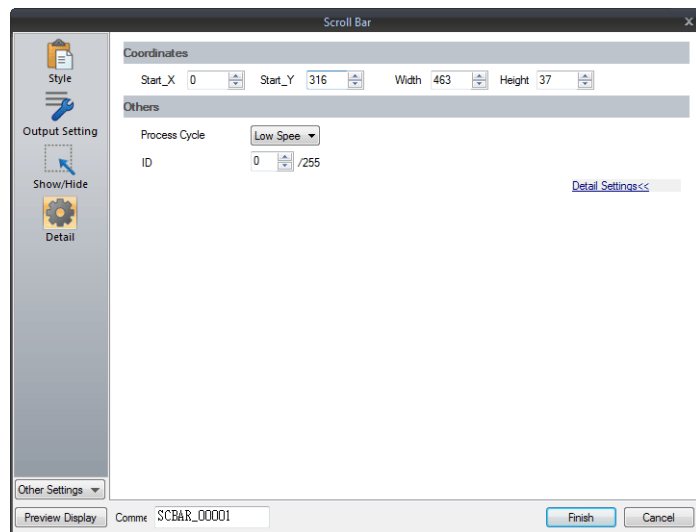 Scroll Bar
Style
Output Setting
Show/Hide
Detail
Coordinates
Start_X 0 Start_Y 316 Width 463 Height 37
Others
Process Cycle Low Spee
ID 0 /255
Detail Settings<<
Other Settings
Preview Display Comme SCBAR_00001 Finish Cancel